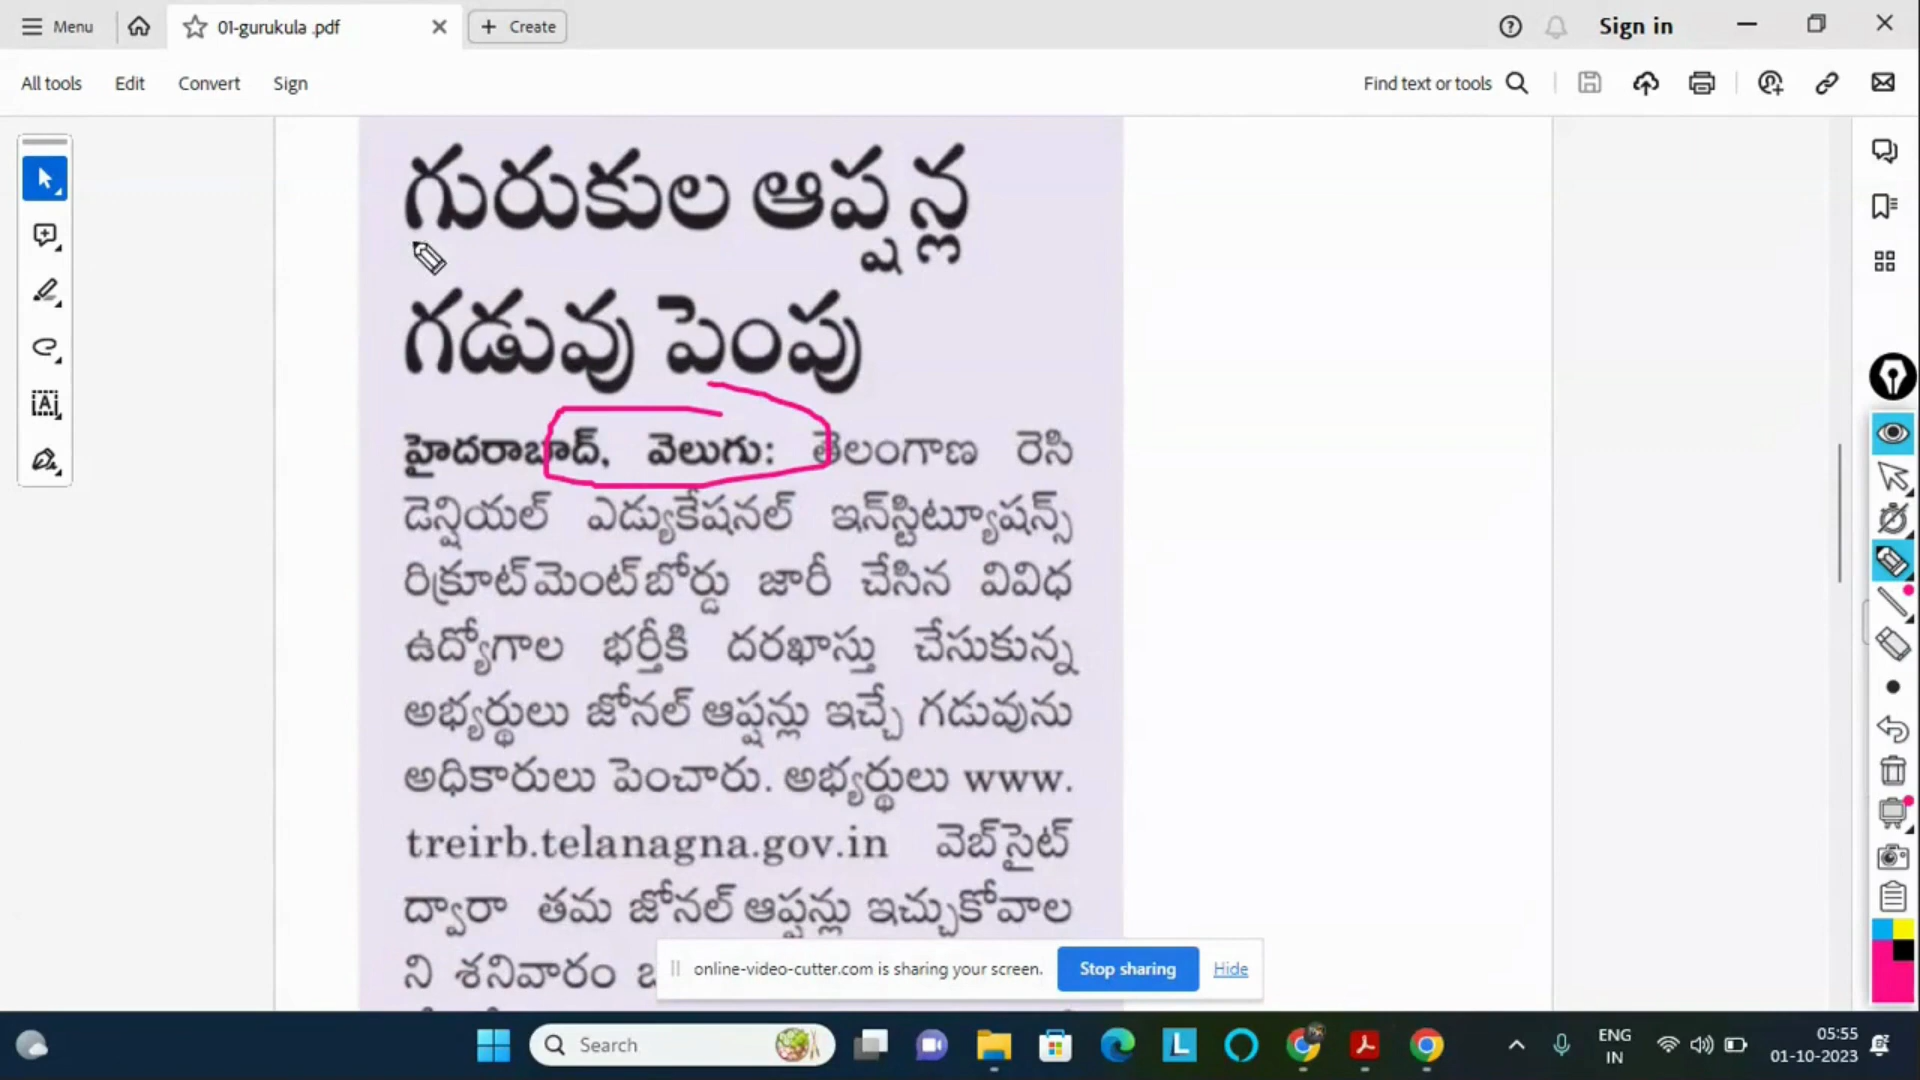 Menu
01-gurukula .pdf
Create
Sign in
All tools Edit Convert Sign
Find text or tools
గురుకుల ఆప్షన్ల
గడువు పెంపు
హైదరాబాద్, వెలుగు: తెలంగాణ రెసి
డెన్షియల్ ఎడ్యుకేషనల్ ఇన్‌స్టిట్యూషన్స్
రిక్రూట్‌మెంట్‌బోర్డు జారీ చేసిన వివిధ
ఉద్యోగాల భర్తీకి దరఖాస్తు చేసుకున్న
అభ్యర్థులు జోనల్ ఆప్షన్లు ఇచ్చే గడువును
అధికారులు పెంచారు. అభ్యర్థులు www.
treirb.telanagna.gov.in వెబ్‌సైట్
ద్వారా తమ జోనల్ ఆప్షన్లు ఇచ్చుకోవాల
ని శనివారం
online-video-cutter.com is sharing your screen.
Stop sharing
Hide
Search
ENG
IN
05:55
01-10-2023